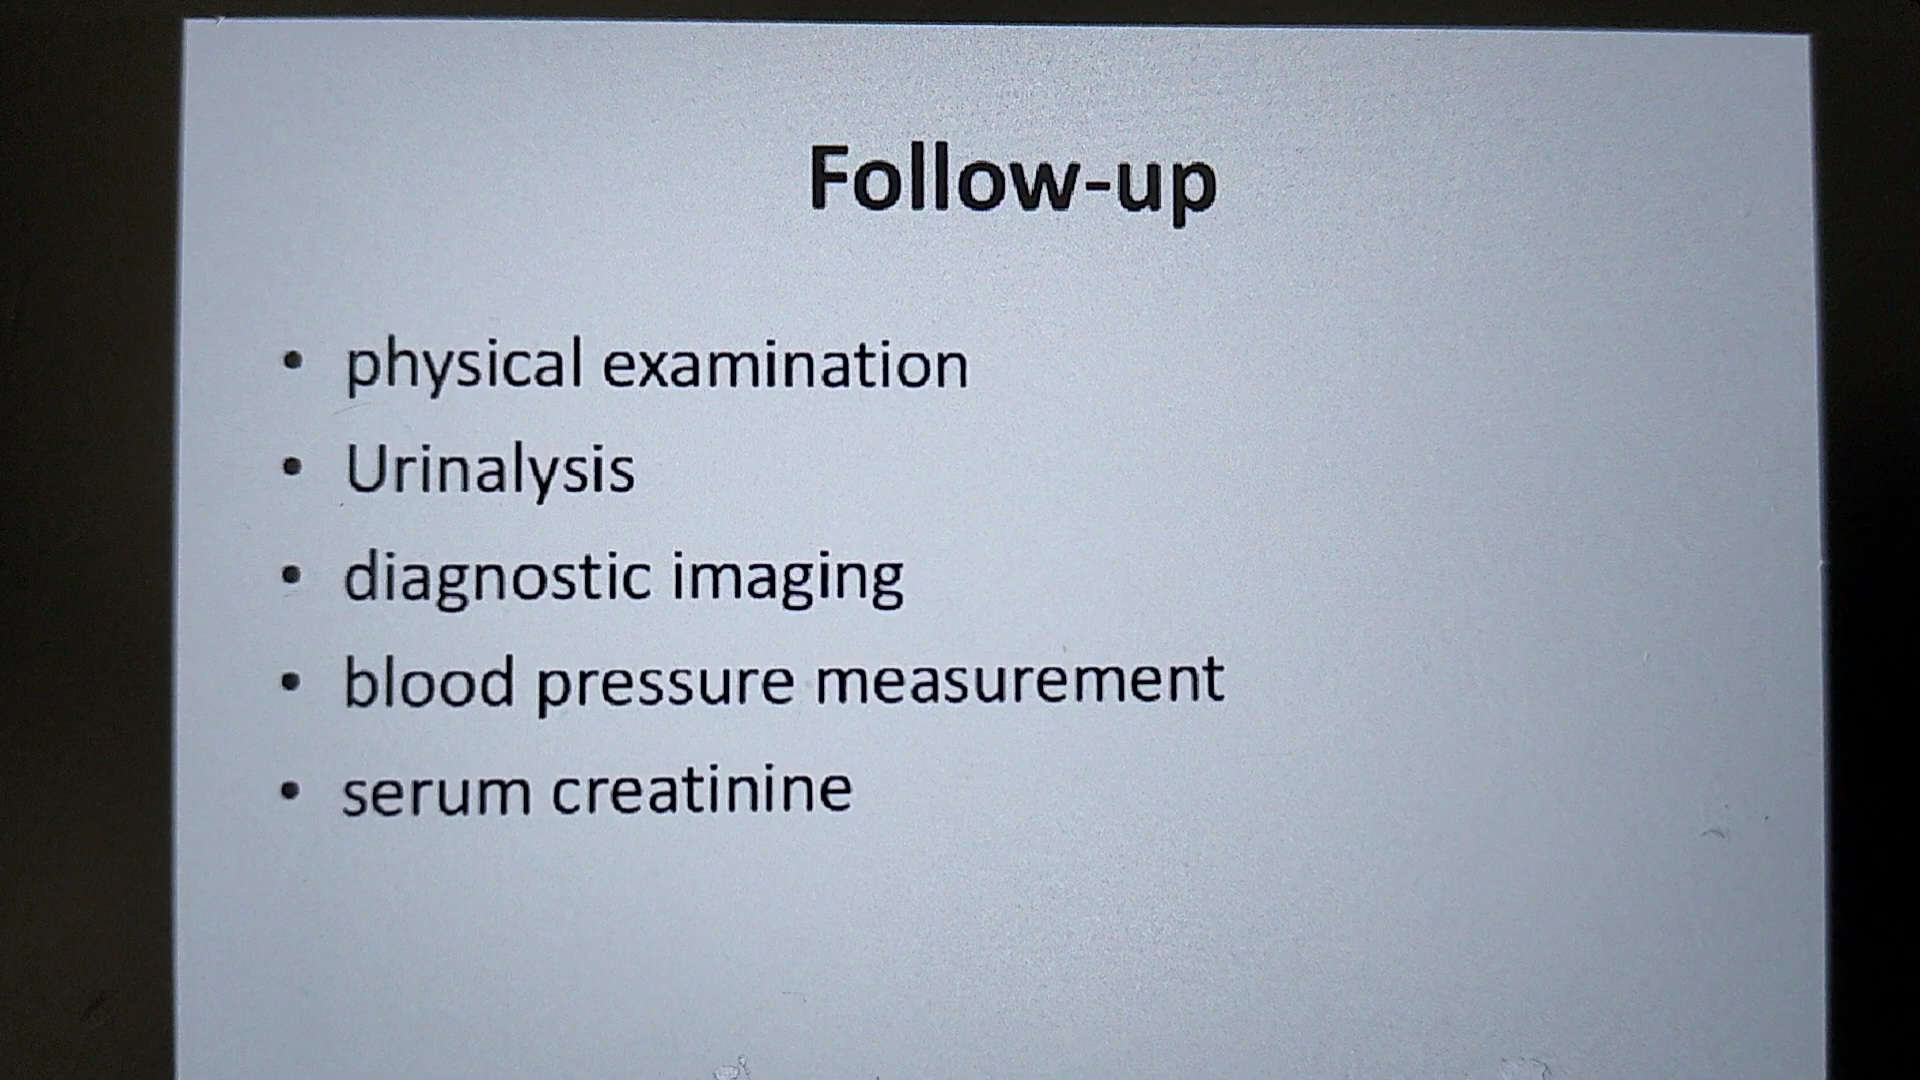 Follow-up
• physical examination
• Urinalysis
• diagnostic imaging
• blood pressure measurement
• serum creatinine